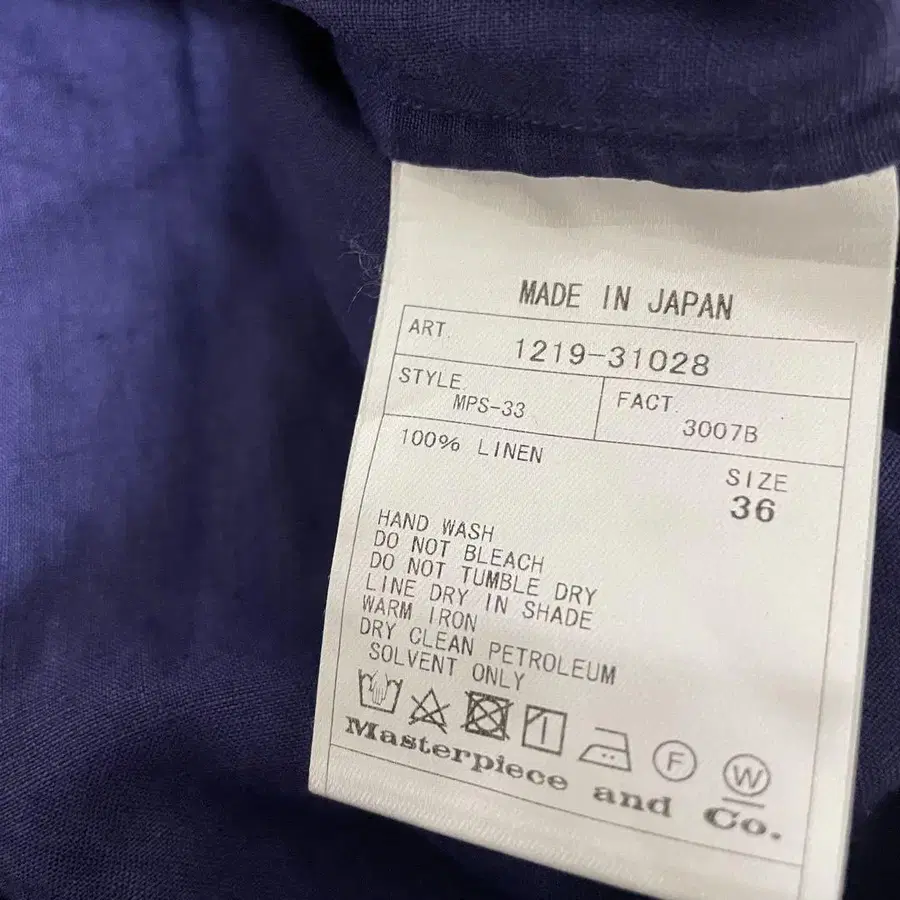 MADE IN JAPAN
ART. 1219-31028
STYLE. FACT.
MPS-33 3007B
100% LINEN
SIZE
36
HAND WASH
DO NOT BLEACH
DO NOT TUMBLE DRY
LINE DRY IN SHADE
WARM IRON
DRY CLEAN PETROLEUM
SOLVENT ONLY
F W
Masterpiece and Co.